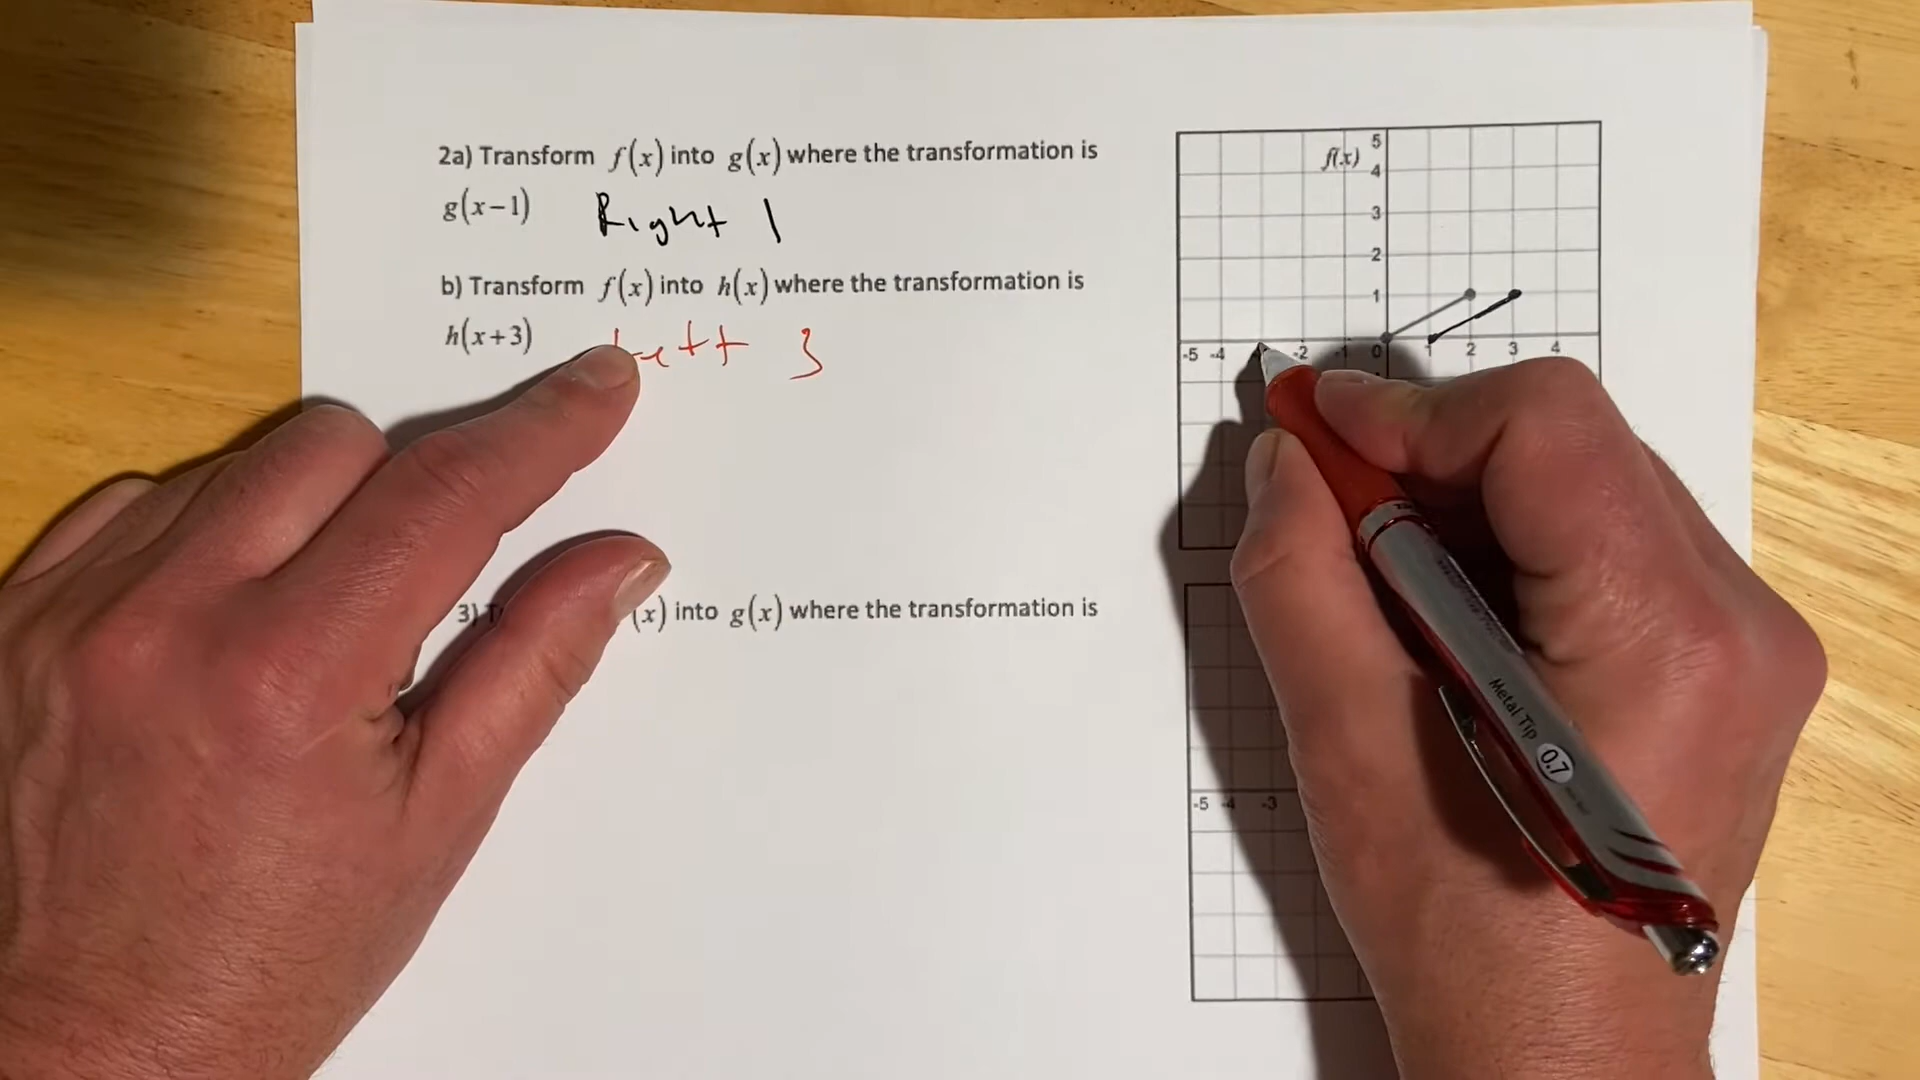 2a) Transform f(x) into g(x) where the transformation is
g(x-1) Right 1
b) Transform f(x) into h(x) where the transformation is
h(x+3) Left 3
f(x)
5
4
3
2
1
-5 -4 -2 -1 0 1 2 3 4
3) (x) into g(x) where the transformation is
-5 -4 -3
Metal Tip
0.7